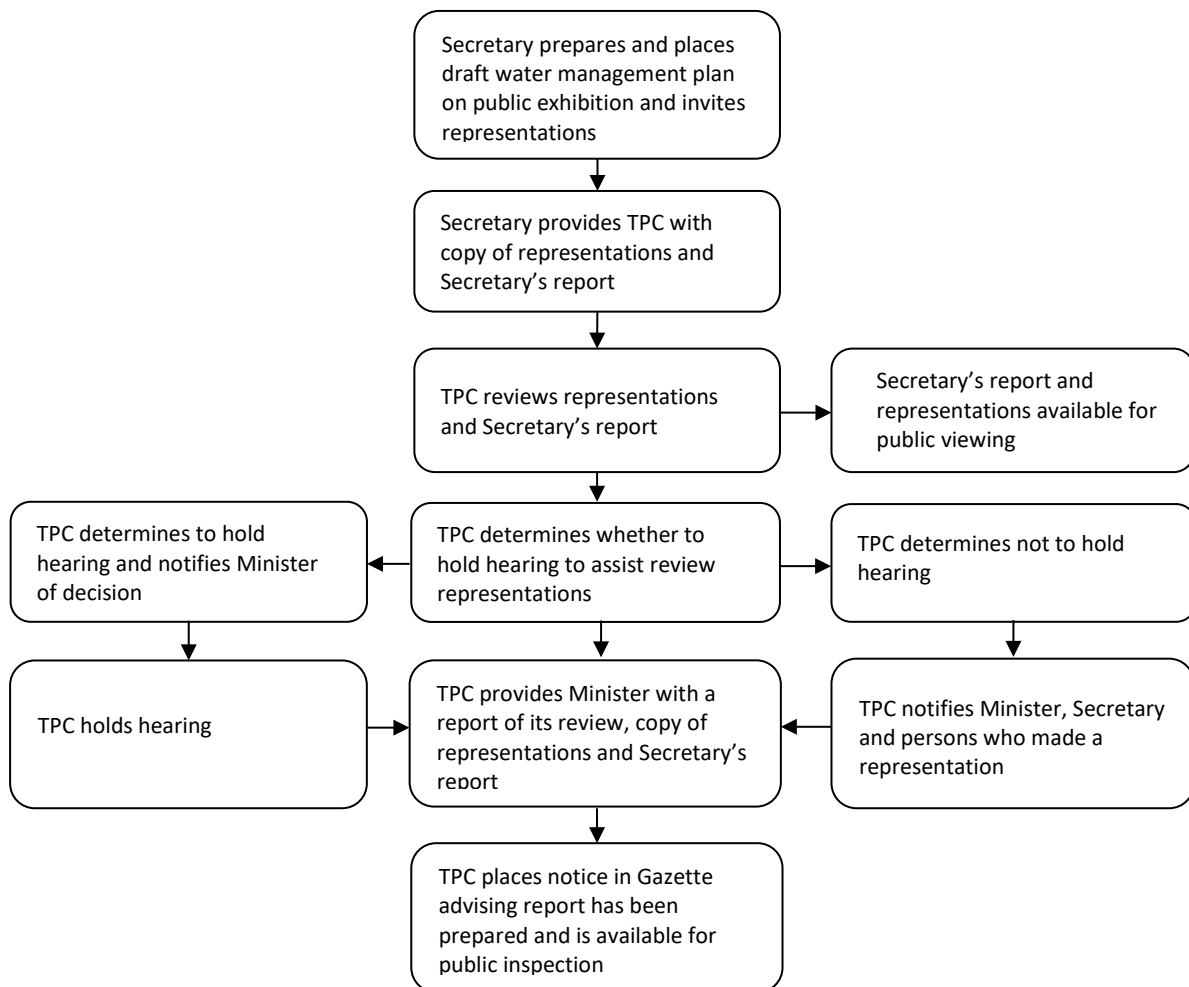 Secretary prepares and places
draft water management plan
on public exhibition and invites
representations
Secretary provides TPC with
copy of representations and
Secretary’s report
TPC reviews representations
and Secretary’s report
Secretary’s report and
representations available for
public viewing
TPC determines to hold
hearing and notifies Minister
of decision
TPC determines whether to
hold hearing to assist review
representations
TPC determines not to hold
hearing
TPC holds hearing
TPC provides Minister with a
report of its review, copy of
representations and Secretary’s
report
TPC notifies Minister, Secretary
and persons who made a
representation
TPC places notice in Gazette
advising report has been
prepared and is available for
public inspection